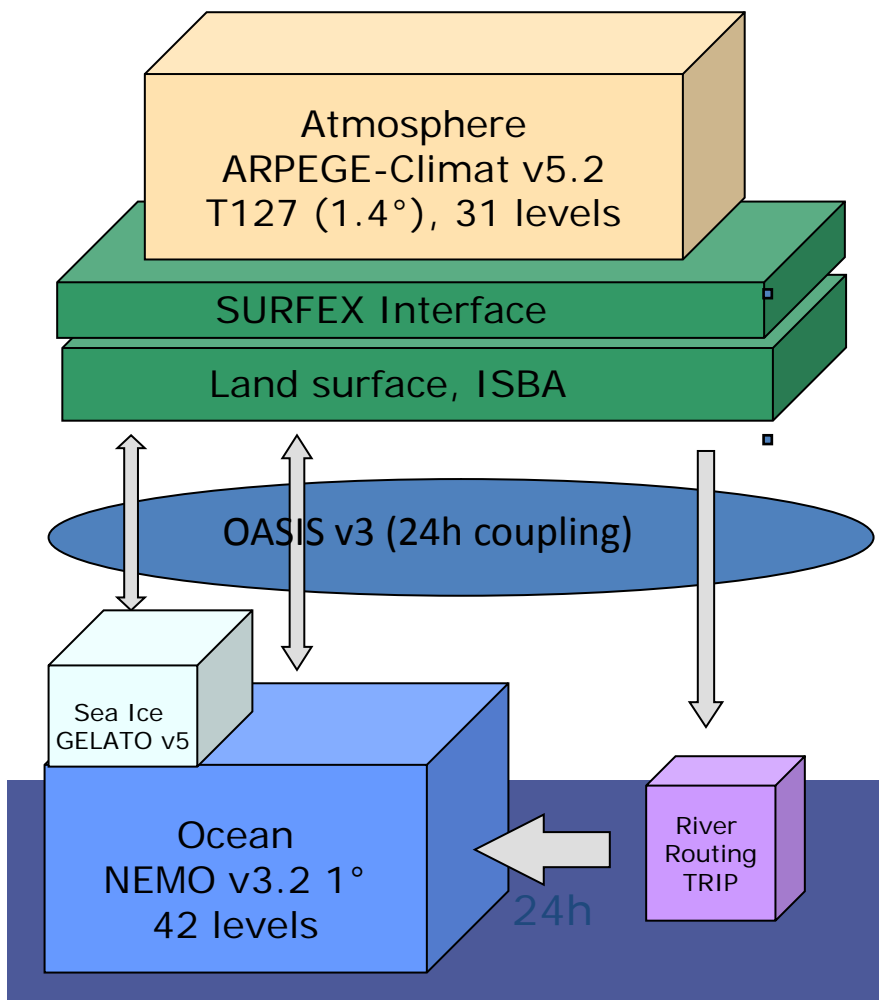 Atmosphere
ARPEGE-Climat v5.2
T127 (1.4°), 31 levels
SURFEX Interface
Land surface, ISBA
OASIS v3 (24h coupling)
Sea Ice
GELATO v5
Ocean
NEMO v3.2 1°
42 levels
24h
River
Routing
TRIP